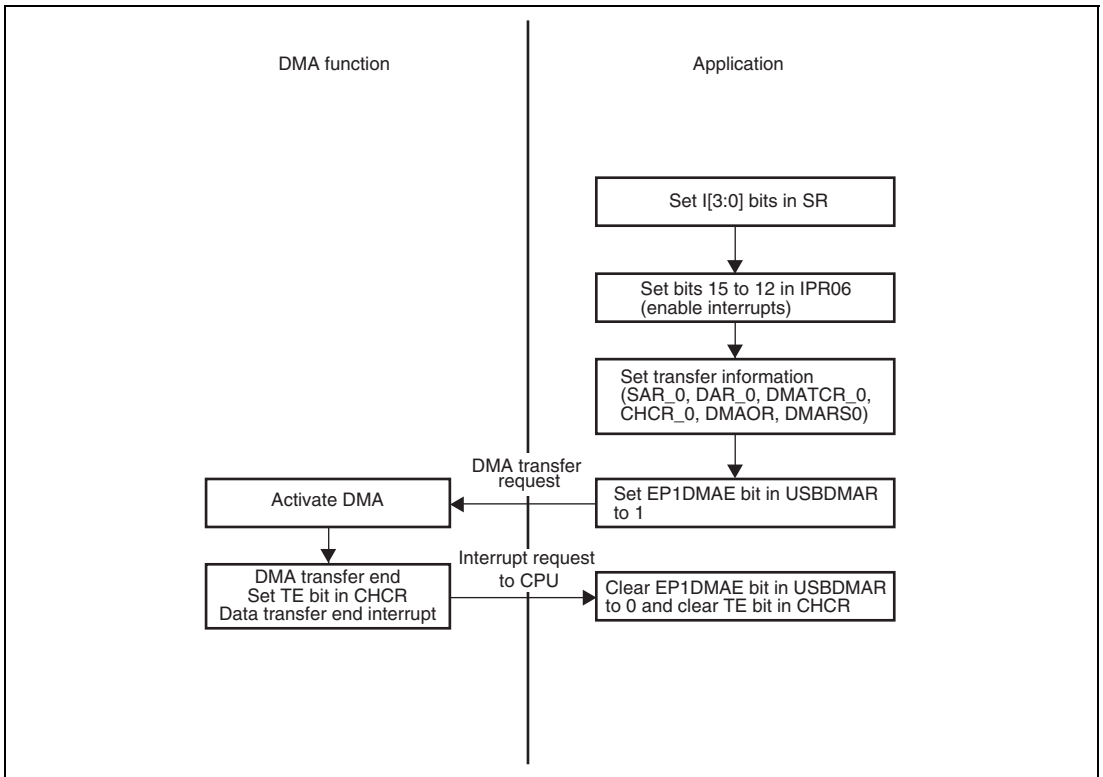 DMA function
Application
Set I[3:0] bits in SR
Set bits 15 to 12 in IPR06
(enable interrupts)
Set transfer information
(SAR_0, DAR_0, DMATCR_0,
CHCR_0, DMAOR, DMARS0)
DMA transfer
request
Set EP1DMAE bit in USBDMAR
to 1
Activate DMA
Interrupt request
to CPU
DMA transfer end
Set TE bit in CHCR
Data transfer end interrupt
Clear EP1DMAE bit in USBDMAR
to 0 and clear TE bit in CHCR